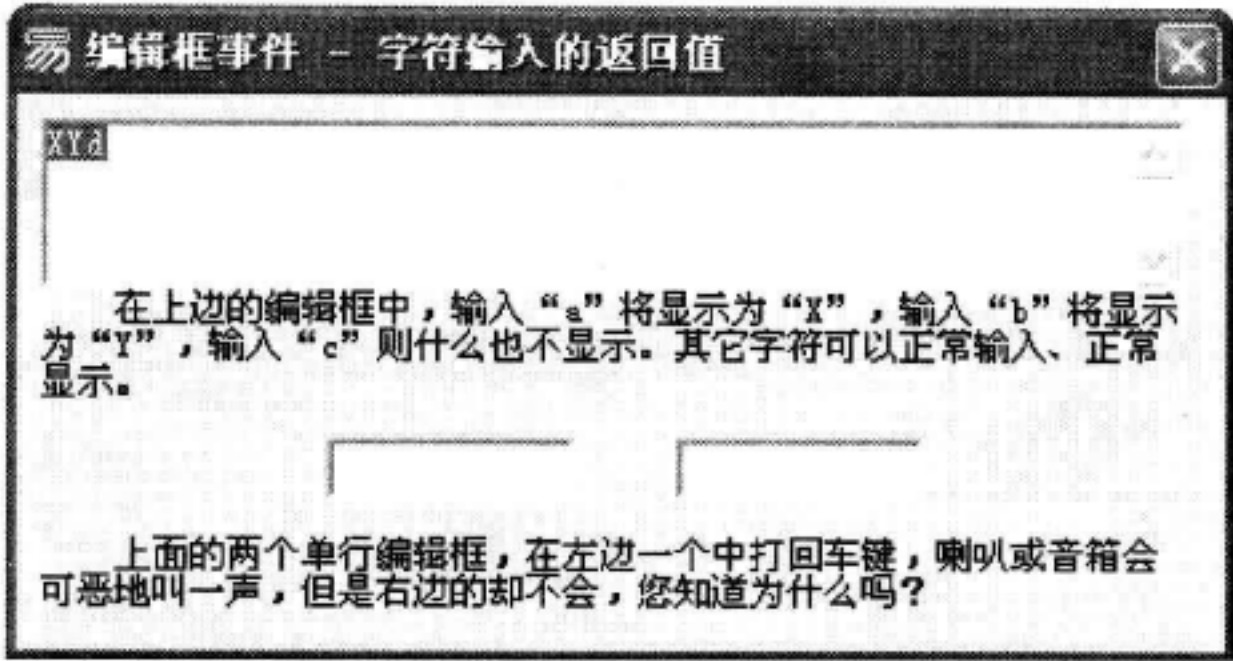 易 编辑框事件 - 字符输入的返回值
XYd
在上边的编辑框中，输入“a”将显示为“X”，输入“b”将显示
为“Y”，输入“c”则什么也不显示。其它字符可以正常输入、正常
显示。
上面的两个单行编辑框，在左边一个中打回车键，喇叭或音箱会
可恶地叫一声，但是右边的却不会，您知道为什么吗？